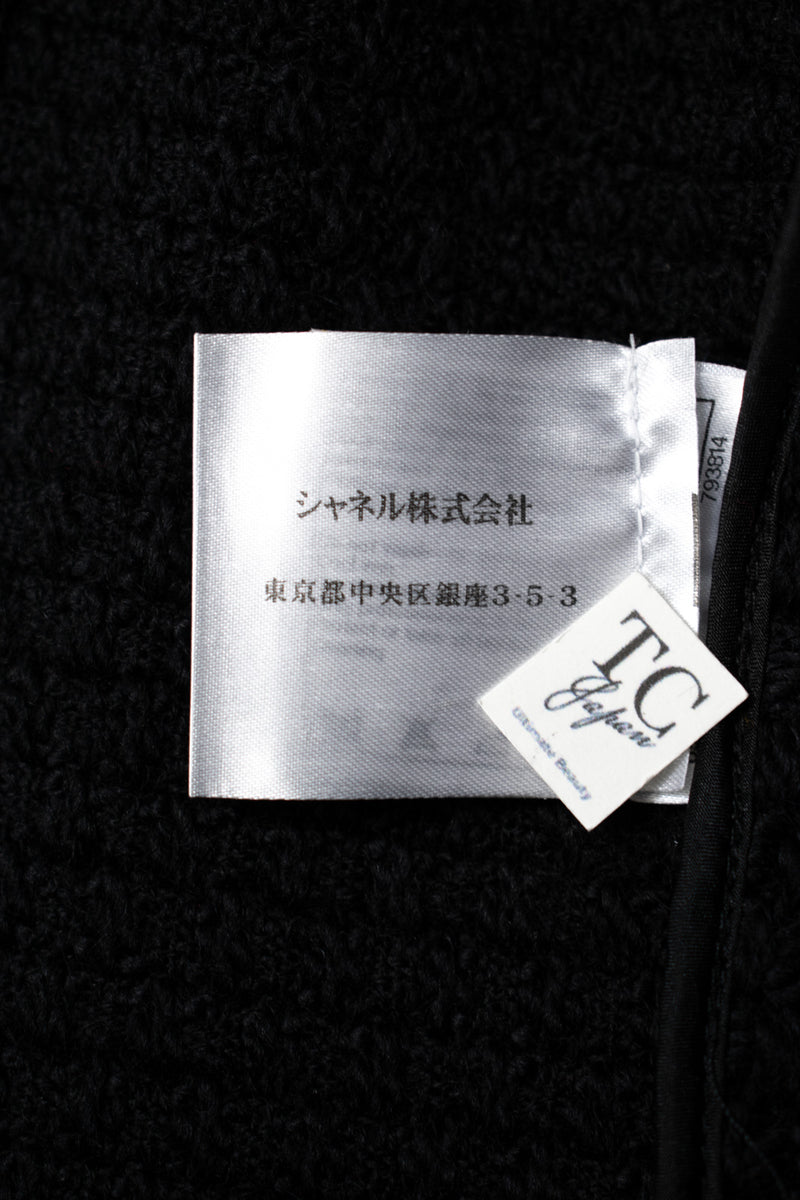 シャネル株式会社
東京都中央区銀座3-5-3
793814
TC
Japan
Ultimate Beauty